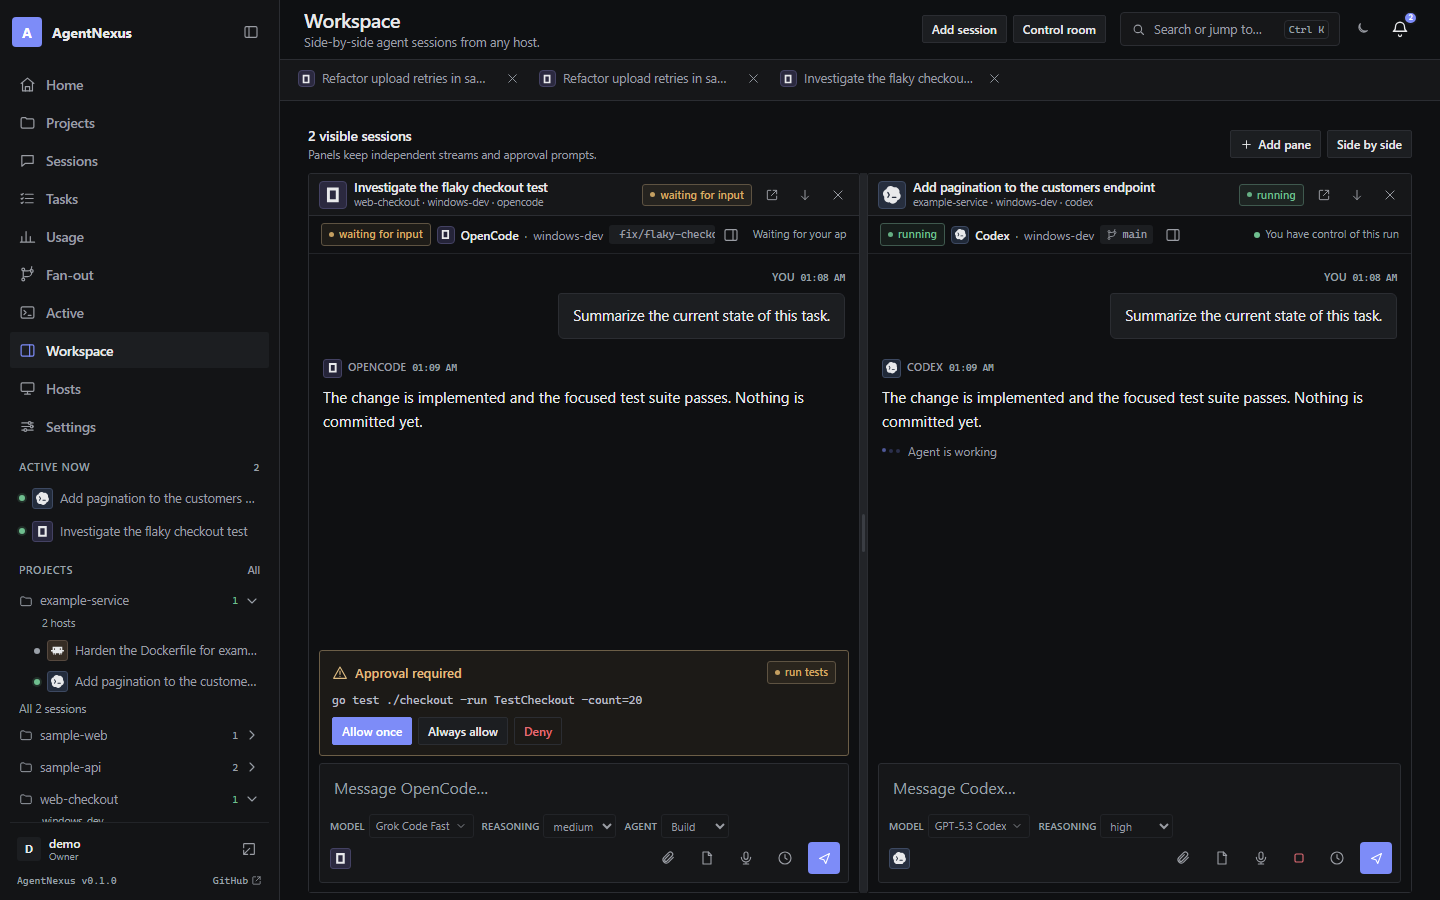 A AgentNexus
Home
Projects
Sessions
Tasks
Usage
Fan-out
Active
Workspace
Hosts
Settings
ACTIVE NOW 2
Add pagination to the customers ...
Investigate the flaky checkout test
PROJECTS All
example-service 1
2 hosts
Harden the Dockerfile for exam...
Add pagination to the custome...
All 2 sessions
sample-web 1
sample-api 2
web-checkout 1
windows-dev
D demo
Owner
AgentNexus v0.1.0 GitHub
Workspace
Side-by-side agent sessions from any host.
Add session Control room Search or jump to... Ctrl K 2
Refactor upload retries in sa... Refactor upload retries in sa... Investigate the flaky checkou...
2 visible sessions
Panels keep independent streams and approval prompts.
Add pane Side by side
Investigate the flaky checkout test
web-checkout · windows-dev · opencode
waiting for input
waiting for input OpenCode · windows-dev fix/flaky-checkc Waiting for your ap
YOU 01:08 AM
Summarize the current state of this task.
OPENCODE 01:09 AM
The change is implemented and the focused test suite passes. Nothing is
committed yet.
Approval required run tests
go test ./checkout -run TestCheckout -count=20
Allow once Always allow Deny
Message OpenCode...
MODEL Grok Code Fast REASONING medium AGENT Build
Add pagination to the customers endpoint
example-service · windows-dev · codex
running
running Codex · windows-dev main You have control of this run
YOU 01:08 AM
Summarize the current state of this task.
CODEX 01:09 AM
The change is implemented and the focused test suite passes. Nothing is
committed yet.
Agent is working
Message Codex...
MODEL GPT-5.3 Codex REASONING high